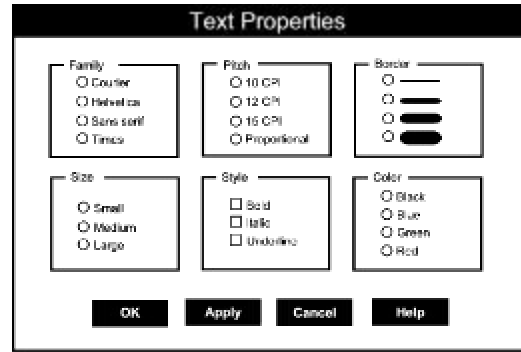 Text Properties
Family
Courier
Helvetica
Sans serif
Times
Pitch
10 CPI
12 CPI
15 CPI
Proportional
Border
Size
Small
Medium
Large
Style
Bold
Italic
Underline
Color
Black
Blue
Green
Red
OK Apply Cancel Help